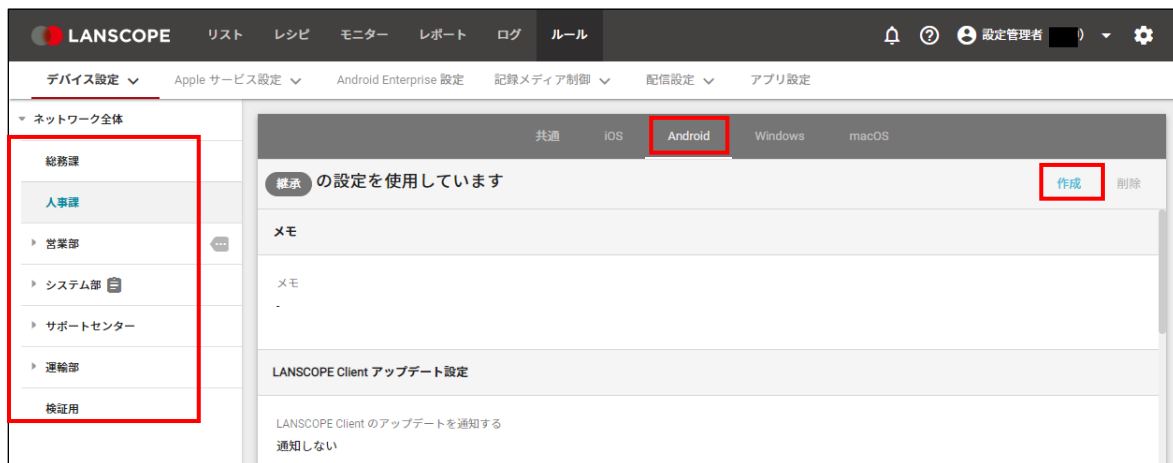 LANSCOPE リスト レシピ モニター レポート ログ ルール 設定管理者 )
デバイス設定 Apple サービス設定 Android Enterprise 設定 記録メディア制御 配信設定 アプリ設定
ネットワーク全体
総務課
人事課
営業部
システム部
サポートセンター
運輸部
検証用
共通 iOS Android Windows macOS
継承 の設定を使用しています 作成 削除
メモ
メモ
-
LANSCOPE Client アップデート設定
LANSCOPE Client のアップデートを通知する
通知しない